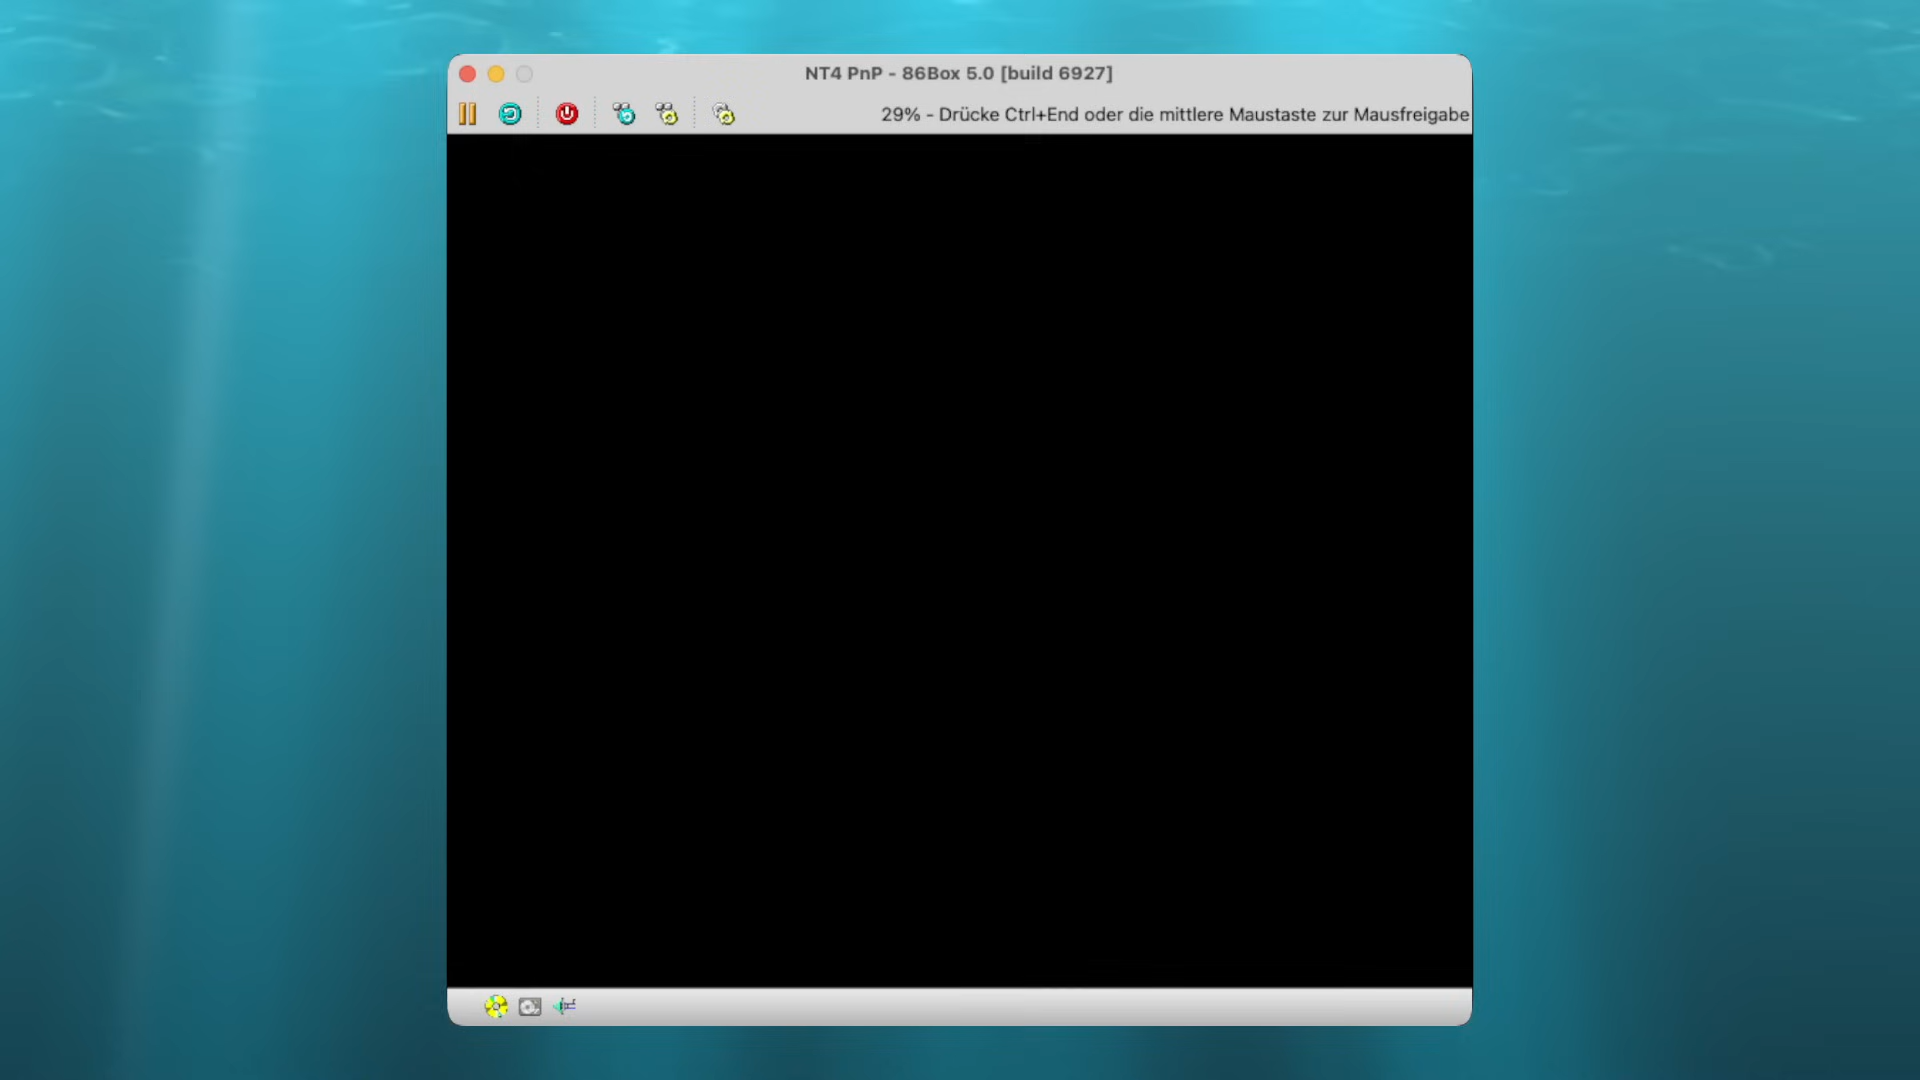 NT4 PnP - 86Box 5.0 [build 6927]
29% - Drücke Ctrl+End oder die mittlere Maustaste zur Mausfreigabe